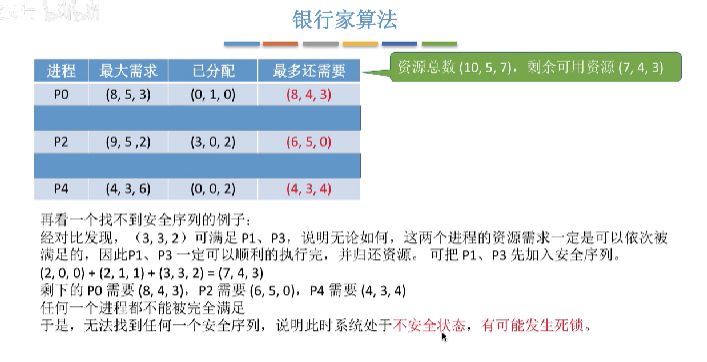 银行家算法
资源总数 (10, 5, 7)，剩余可用资源 (7, 4, 3)
进程 最大需求 已分配 最多还需要
P0 (8, 5, 3) (0, 1, 0) (8, 4, 3)
P2 (9, 5 ,2) (3, 0, 2) (6, 5, 0)
P4 (4, 3, 6) (0, 0, 2) (4, 3, 4)
再看一个找不到安全序列的例子：
经对比发现，（3, 3, 2）可满足 P1、P3，说明无论如何，这两个进程的资源需求一定是可以依次被
满足的，因此P1、P3 一定可以顺利的执行完，并归还资源。 可把 P1、P3 先加入安全序列。
(2, 0, 0) + (2, 1, 1) + (3, 3, 2) = (7, 4, 3)
剩下的 P0 需要 (8, 4, 3)，P2 需要 (6, 5, 0)，P4 需要 (4, 3, 4)
任何一个进程都不能被完全满足
于是，无法找到任何一个安全序列，说明此时系统处于不安全状态，有可能发生死锁。